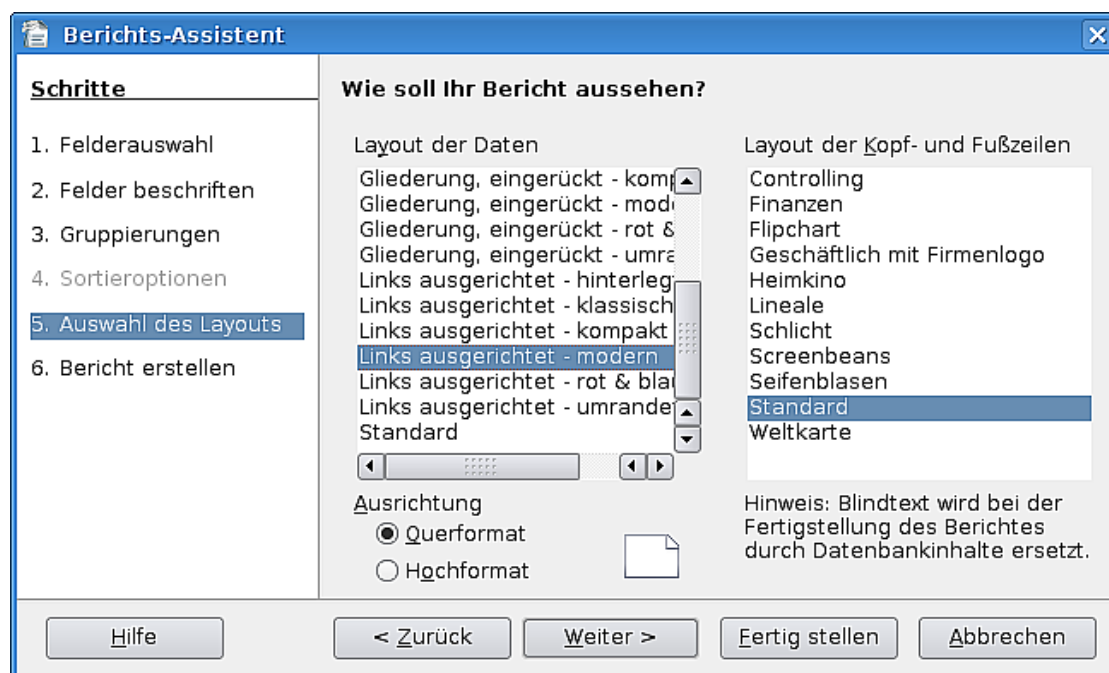 Berichts-Assistent
Schritte
1. Felderauswahl
2. Felder beschriften
3. Gruppierungen
4. Sortieroptionen
5. Auswahl des Layouts
6. Bericht erstellen
Wie soll Ihr Bericht aussehen?
Layout der Daten
Gliederung, eingerückt - komp
Gliederung, eingerückt - mod
Gliederung, eingerückt - rot &
Gliederung, eingerückt - umra
Links ausgerichtet - hinterleg
Links ausgerichtet - klassisch
Links ausgerichtet - kompakt
Links ausgerichtet - modern
Links ausgerichtet - rot & bla
Links ausgerichtet - umrande
Standard
Layout der Kopf- und Fußzeilen
Controlling
Finanzen
Flipchart
Geschäftlich mit Firmenlogo
Heimkino
Lineale
Schlicht
Screenbeans
Seifenblasen
Standard
Weltkarte
Ausrichtung
Querformat
Hochformat
Hinweis: Blindtext wird bei der
Fertigstellung des Berichtes
durch Datenbankinhalte ersetzt.
Hilfe
< Zurück
Weiter >
Fertig stellen
Abbrechen